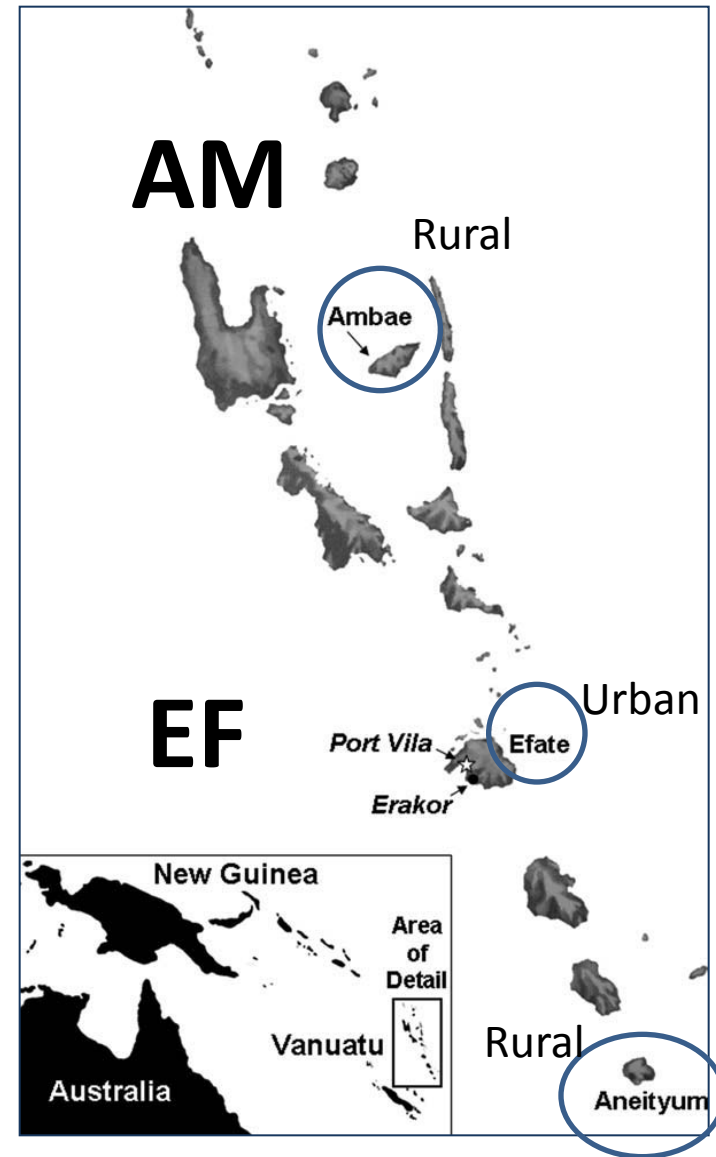 AM
Rural
Ambae
Urban
EF
Efate
Port Vila
Erakor
New Guinea
Area
of
Detail
Vanuatu
Australia
Rural
Aneityum